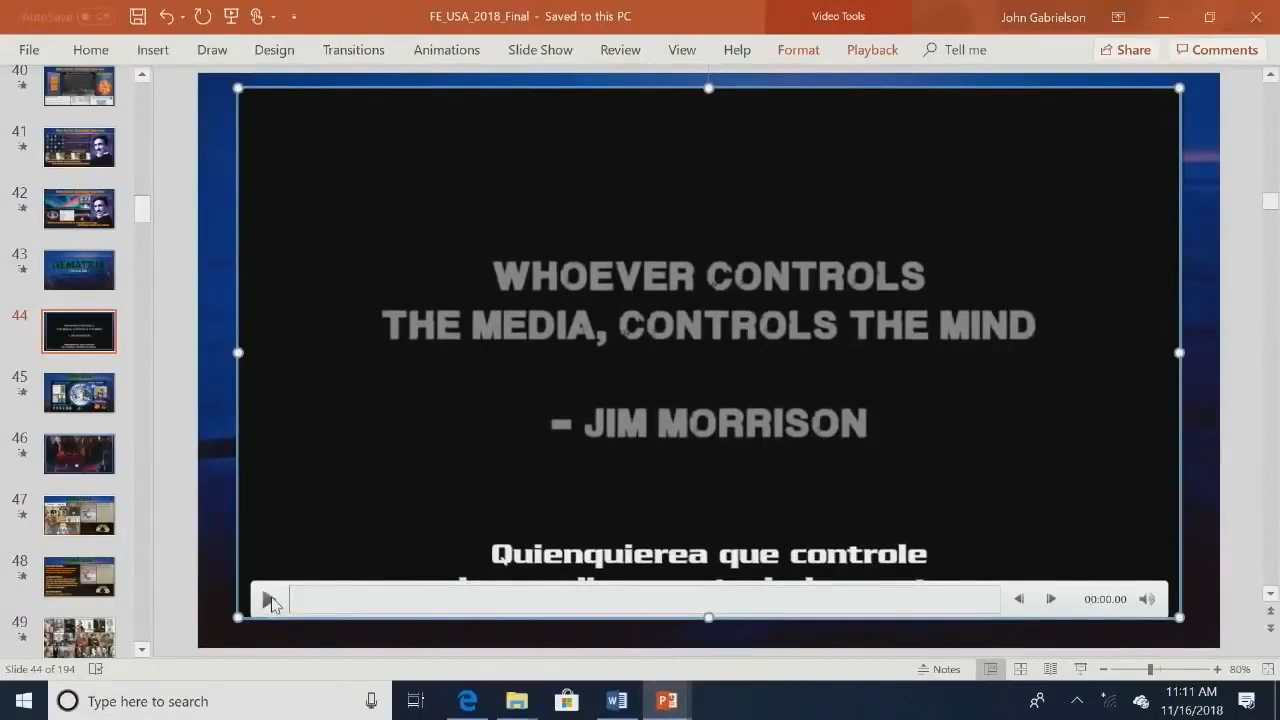 AutoSave Off
FE_USA_2018_Final - Saved to this PC
Video Tools
John Gabrielson
File Home Insert Draw Design Transitions Animations Slide Show Review View Help Format Playback Tell me Share Comments
40
41
42
43
44
45
46
47
48
49
WHOEVER CONTROLS
THE MEDIA, CONTROLS THE MIND
– JIM MORRISON
Quienquierea que controle
00:00.00
Slide 44 of 194
Notes
80%
Type here to search
11:11 AM
11/16/2018